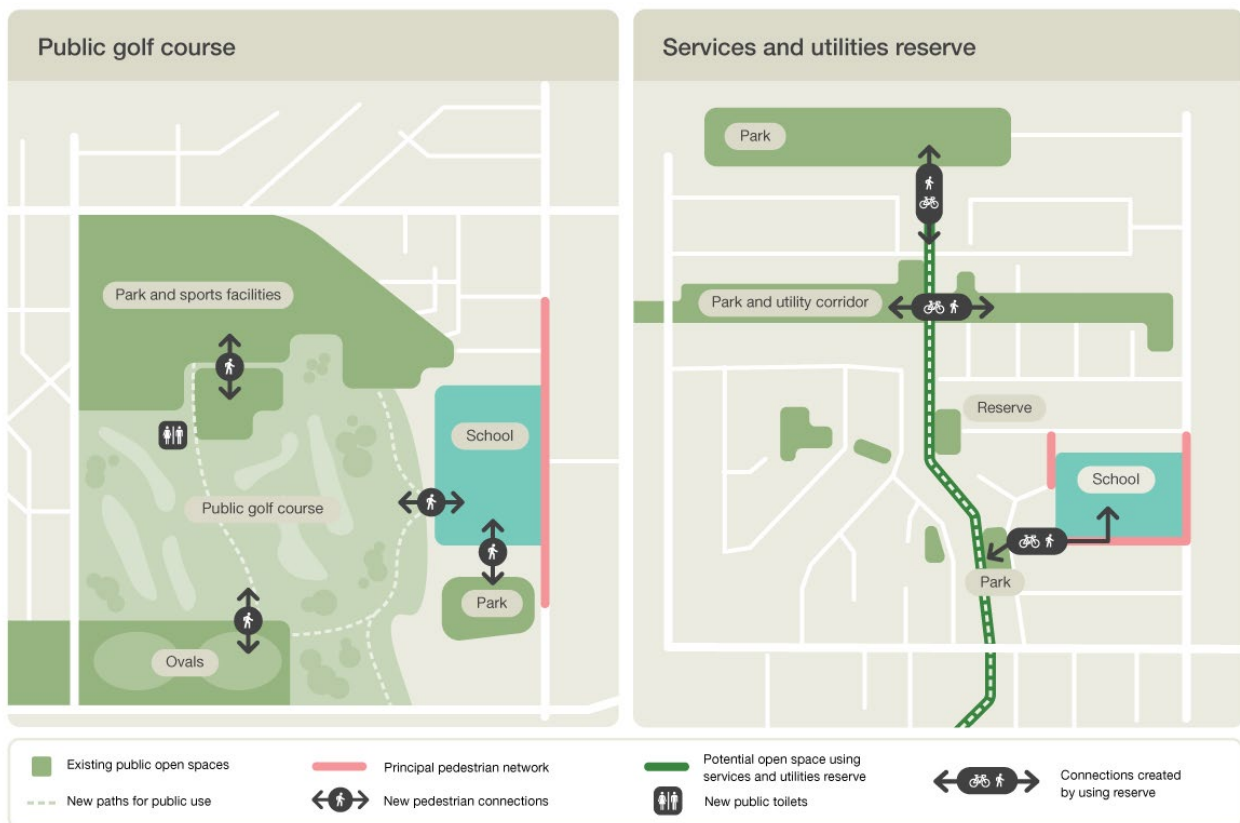 Public golf course
Park and sports facilities
School
Public golf course
Park
Ovals
Services and utilities reserve
Park
Park and utility corridor
Reserve
School
Park
Existing public open spaces
New paths for public use
Principal pedestrian network
New pedestrian connections
Potential open space using
services and utilities reserve
New public toilets
Connections created
by using reserve